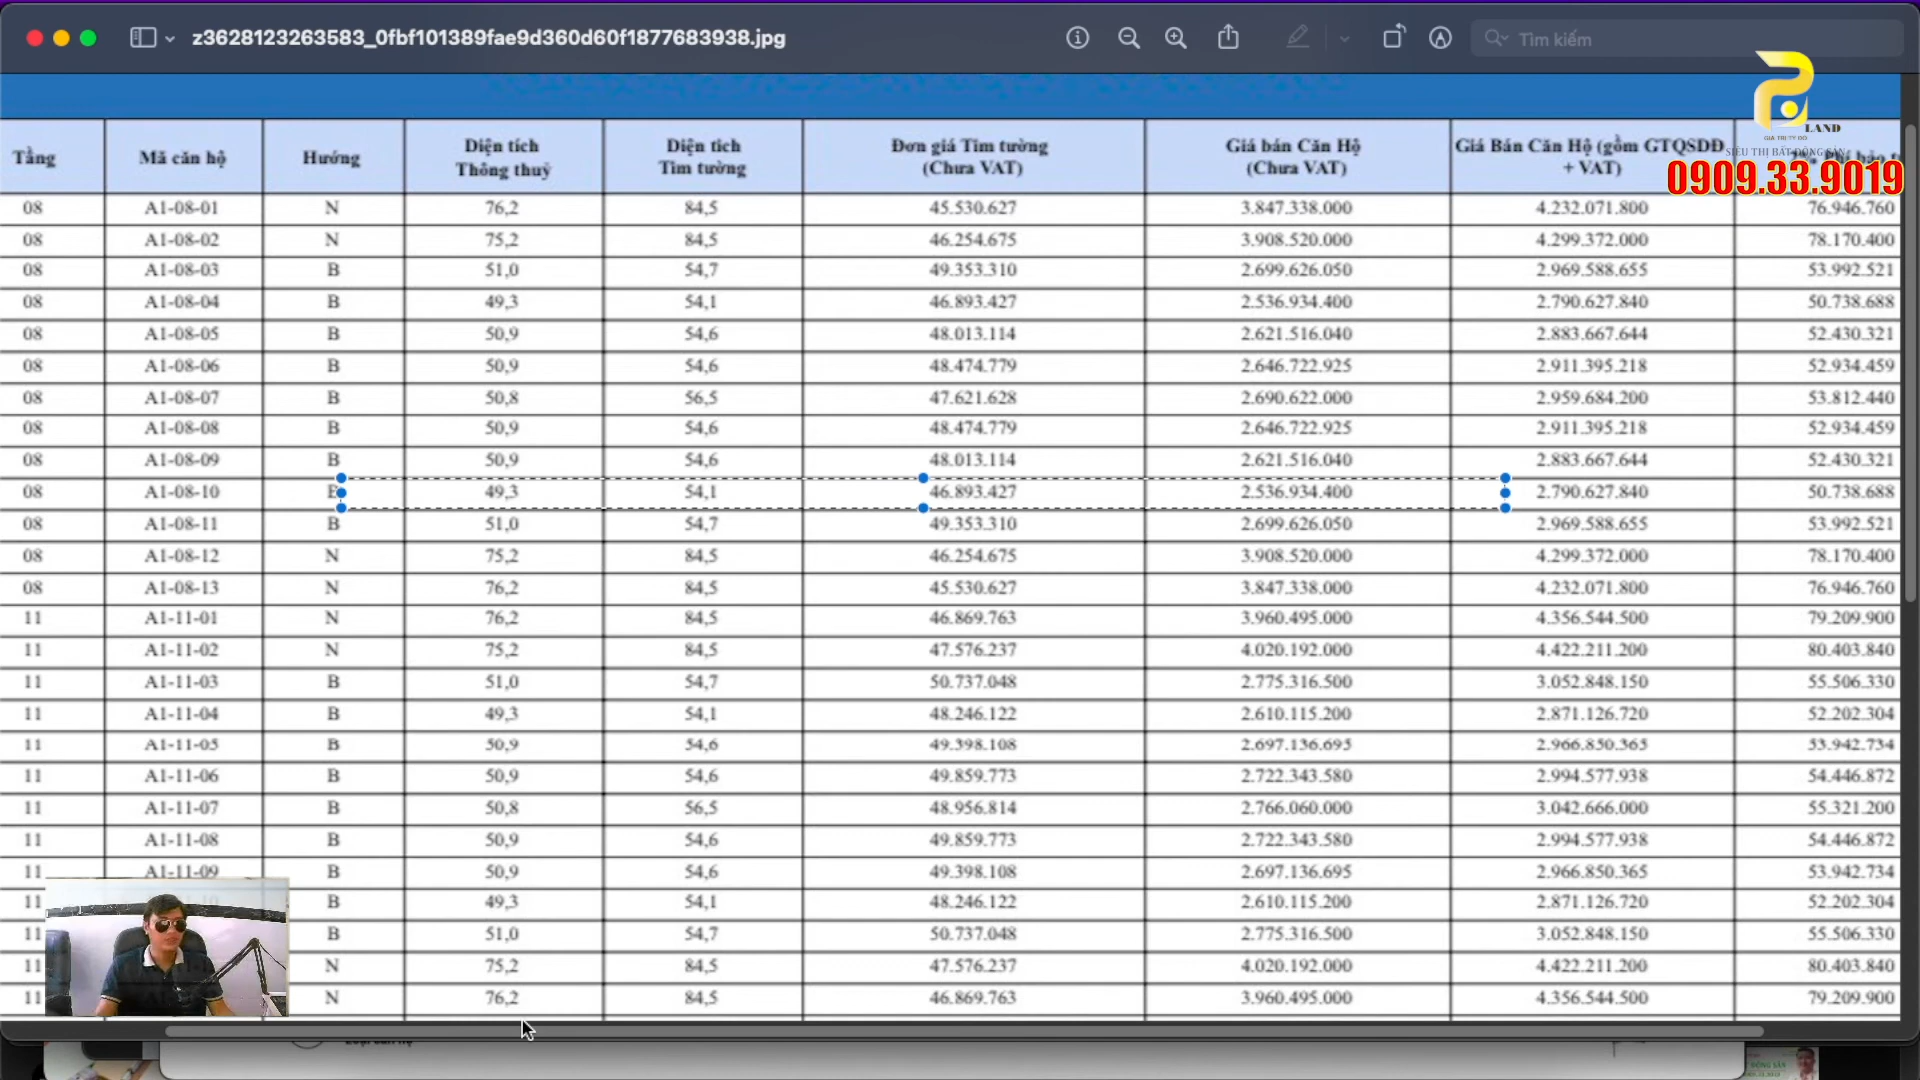 z3628123263583_0fbf101389fae9d360d60f1877683938.jpg
Tìm kiếm
LAND
0909.33.9019
Tầng Mã căn hộ Hướng Diện tích Thông thuỷ Diện tích Tim tường Đơn giá Tim tường (Chưa VAT) Giá bán Căn Hộ (Chưa VAT) Giá Bán Căn Hộ (gồm GTQSDĐ + VAT)
08 A1-08-01 N 76,2 84,5 45.530.627 3.847.338.000 4.232.071.800 76.946.760
08 A1-08-02 N 75,2 84,5 46.254.675 3.908.520.000 4.299.372.000 78.170.400
08 A1-08-03 B 51,0 54,7 49.353.310 2.699.626.050 2.969.588.655 53.992.521
08 A1-08-04 B 49,3 54,1 46.893.427 2.536.934.400 2.790.627.840 50.738.688
08 A1-08-05 B 50,9 54,6 48.013.114 2.621.516.040 2.883.667.644 52.430.321
08 A1-08-06 B 50,9 54,6 48.474.779 2.646.722.925 2.911.395.218 52.934.459
08 A1-08-07 B 50,8 56,5 47.621.628 2.690.622.000 2.959.684.200 53.812.440
08 A1-08-08 B 50,9 54,6 48.474.779 2.646.722.925 2.911.395.218 52.934.459
08 A1-08-09 B 50,9 54,6 48.013.114 2.621.516.040 2.883.667.644 52.430.321
08 A1-08-10 49,3 54,1 46.893.427 2.536.934.400 2.790.627.840 50.738.688
08 A1-08-11 B 51,0 54,7 49.353.310 2.699.626.050 2.969.588.655 53.992.521
08 A1-08-12 N 75,2 84,5 46.254.675 3.908.520.000 4.299.372.000 78.170.400
08 A1-08-13 N 76,2 84,5 45.530.627 3.847.338.000 4.232.071.800 76.946.760
11 A1-11-01 N 76,2 84,5 46.869.763 3.960.495.000 4.356.544.500 79.209.900
11 A1-11-02 N 75,2 84,5 47.576.237 4.020.192.000 4.422.211.200 80.403.840
11 A1-11-03 B 51,0 54,7 50.737.048 2.775.316.500 3.052.848.150 55.506.330
11 A1-11-04 B 49,3 54,1 48.246.122 2.610.115.200 2.871.126.720 52.202.304
11 A1-11-05 B 50,9 54,6 49.398.108 2.697.136.695 2.966.850.365 53.942.734
11 A1-11-06 B 50,9 54,6 49.859.773 2.722.343.580 2.994.577.938 54.446.872
11 A1-11-07 B 50,8 56,5 48.956.814 2.766.060.000 3.042.666.000 55.321.200
11 A1-11-08 B 50,9 54,6 49.859.773 2.722.343.580 2.994.577.938 54.446.872
11 A1-11-09 B 50,9 54,6 49.398.108 2.697.136.695 2.966.850.365 53.942.734
11 B 49,3 54,1 48.246.122 2.610.115.200 2.871.126.720 52.202.304
11 B 51,0 54,7 50.737.048 2.775.316.500 3.052.848.150 55.506.330
11 N 75,2 84,5 47.576.237 4.020.192.000 4.422.211.200 80.403.840
11 N 76,2 84,5 46.869.763 3.960.495.000 4.356.544.500 79.209.900